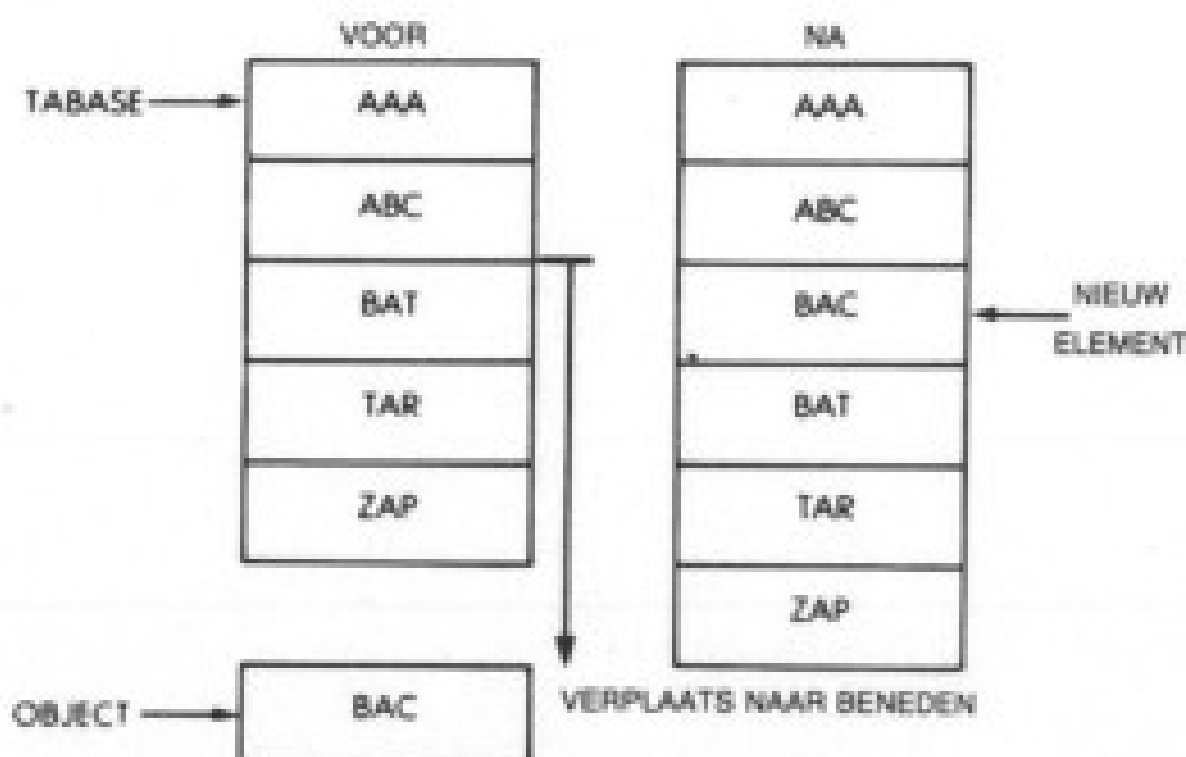 VOOR
TABASE
AAA
ABC
BAT
TAR
ZAP
OBJECT
BAC
VERPLAATS NAAR BENEDEN
NA
AAA
ABC
BAC
BAT
TAR
ZAP
NIEUW
ELEMENT